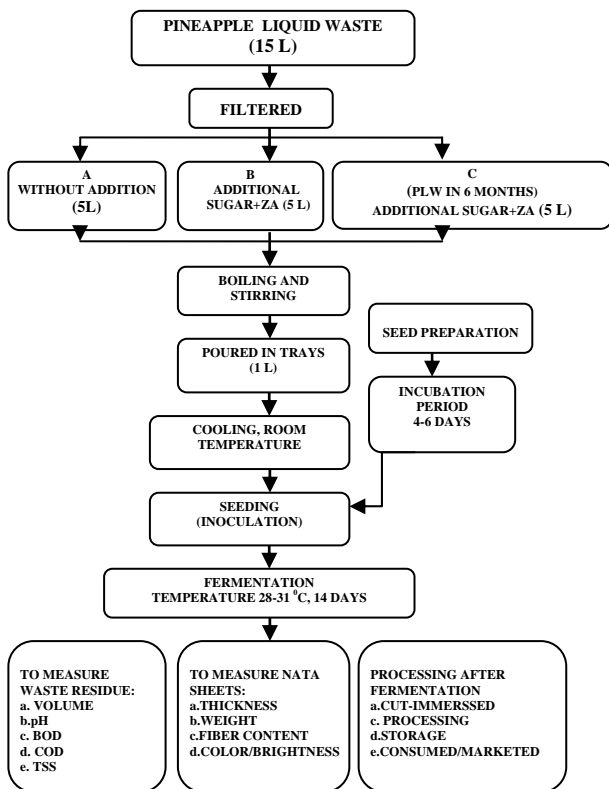 PINEAPPLE LIQUID WASTE
(15 L)
FILTERED
A
WITHOUT ADDITION
(5L)
B
ADDITIONAL
SUGAR+ZA (5 L)
C
(PLW IN 6 MONTHS)
ADDITIONAL SUGAR+ZA (5 L)
BOILING AND
STIRRING
POURED IN TRAYS
(1 L)
COOLING, ROOM
TEMPERATURE
SEED PREPARATION
INCUBATION
PERIOD
4-6 DAYS
SEEDING
(INOCULATION)
FERMENTATION
TEMPERATURE 28-31 ⁰C, 14 DAYS
TO MEASURE
WASTE RESIDUE:
a. VOLUME
b.pH
c. BOD
d. COD
e. TSS
TO MEASURE NATA
SHEETS:
a.THICKNESS
b.WEIGHT
c.FIBER CONTENT
d.COLOR/BRIGHTNESS
PROCESSING AFTER
FERMENTATION
a.CUT-IMMERSSED
c. PROCESSING
d.STORAGE
e.CONSUMED/MARKETED